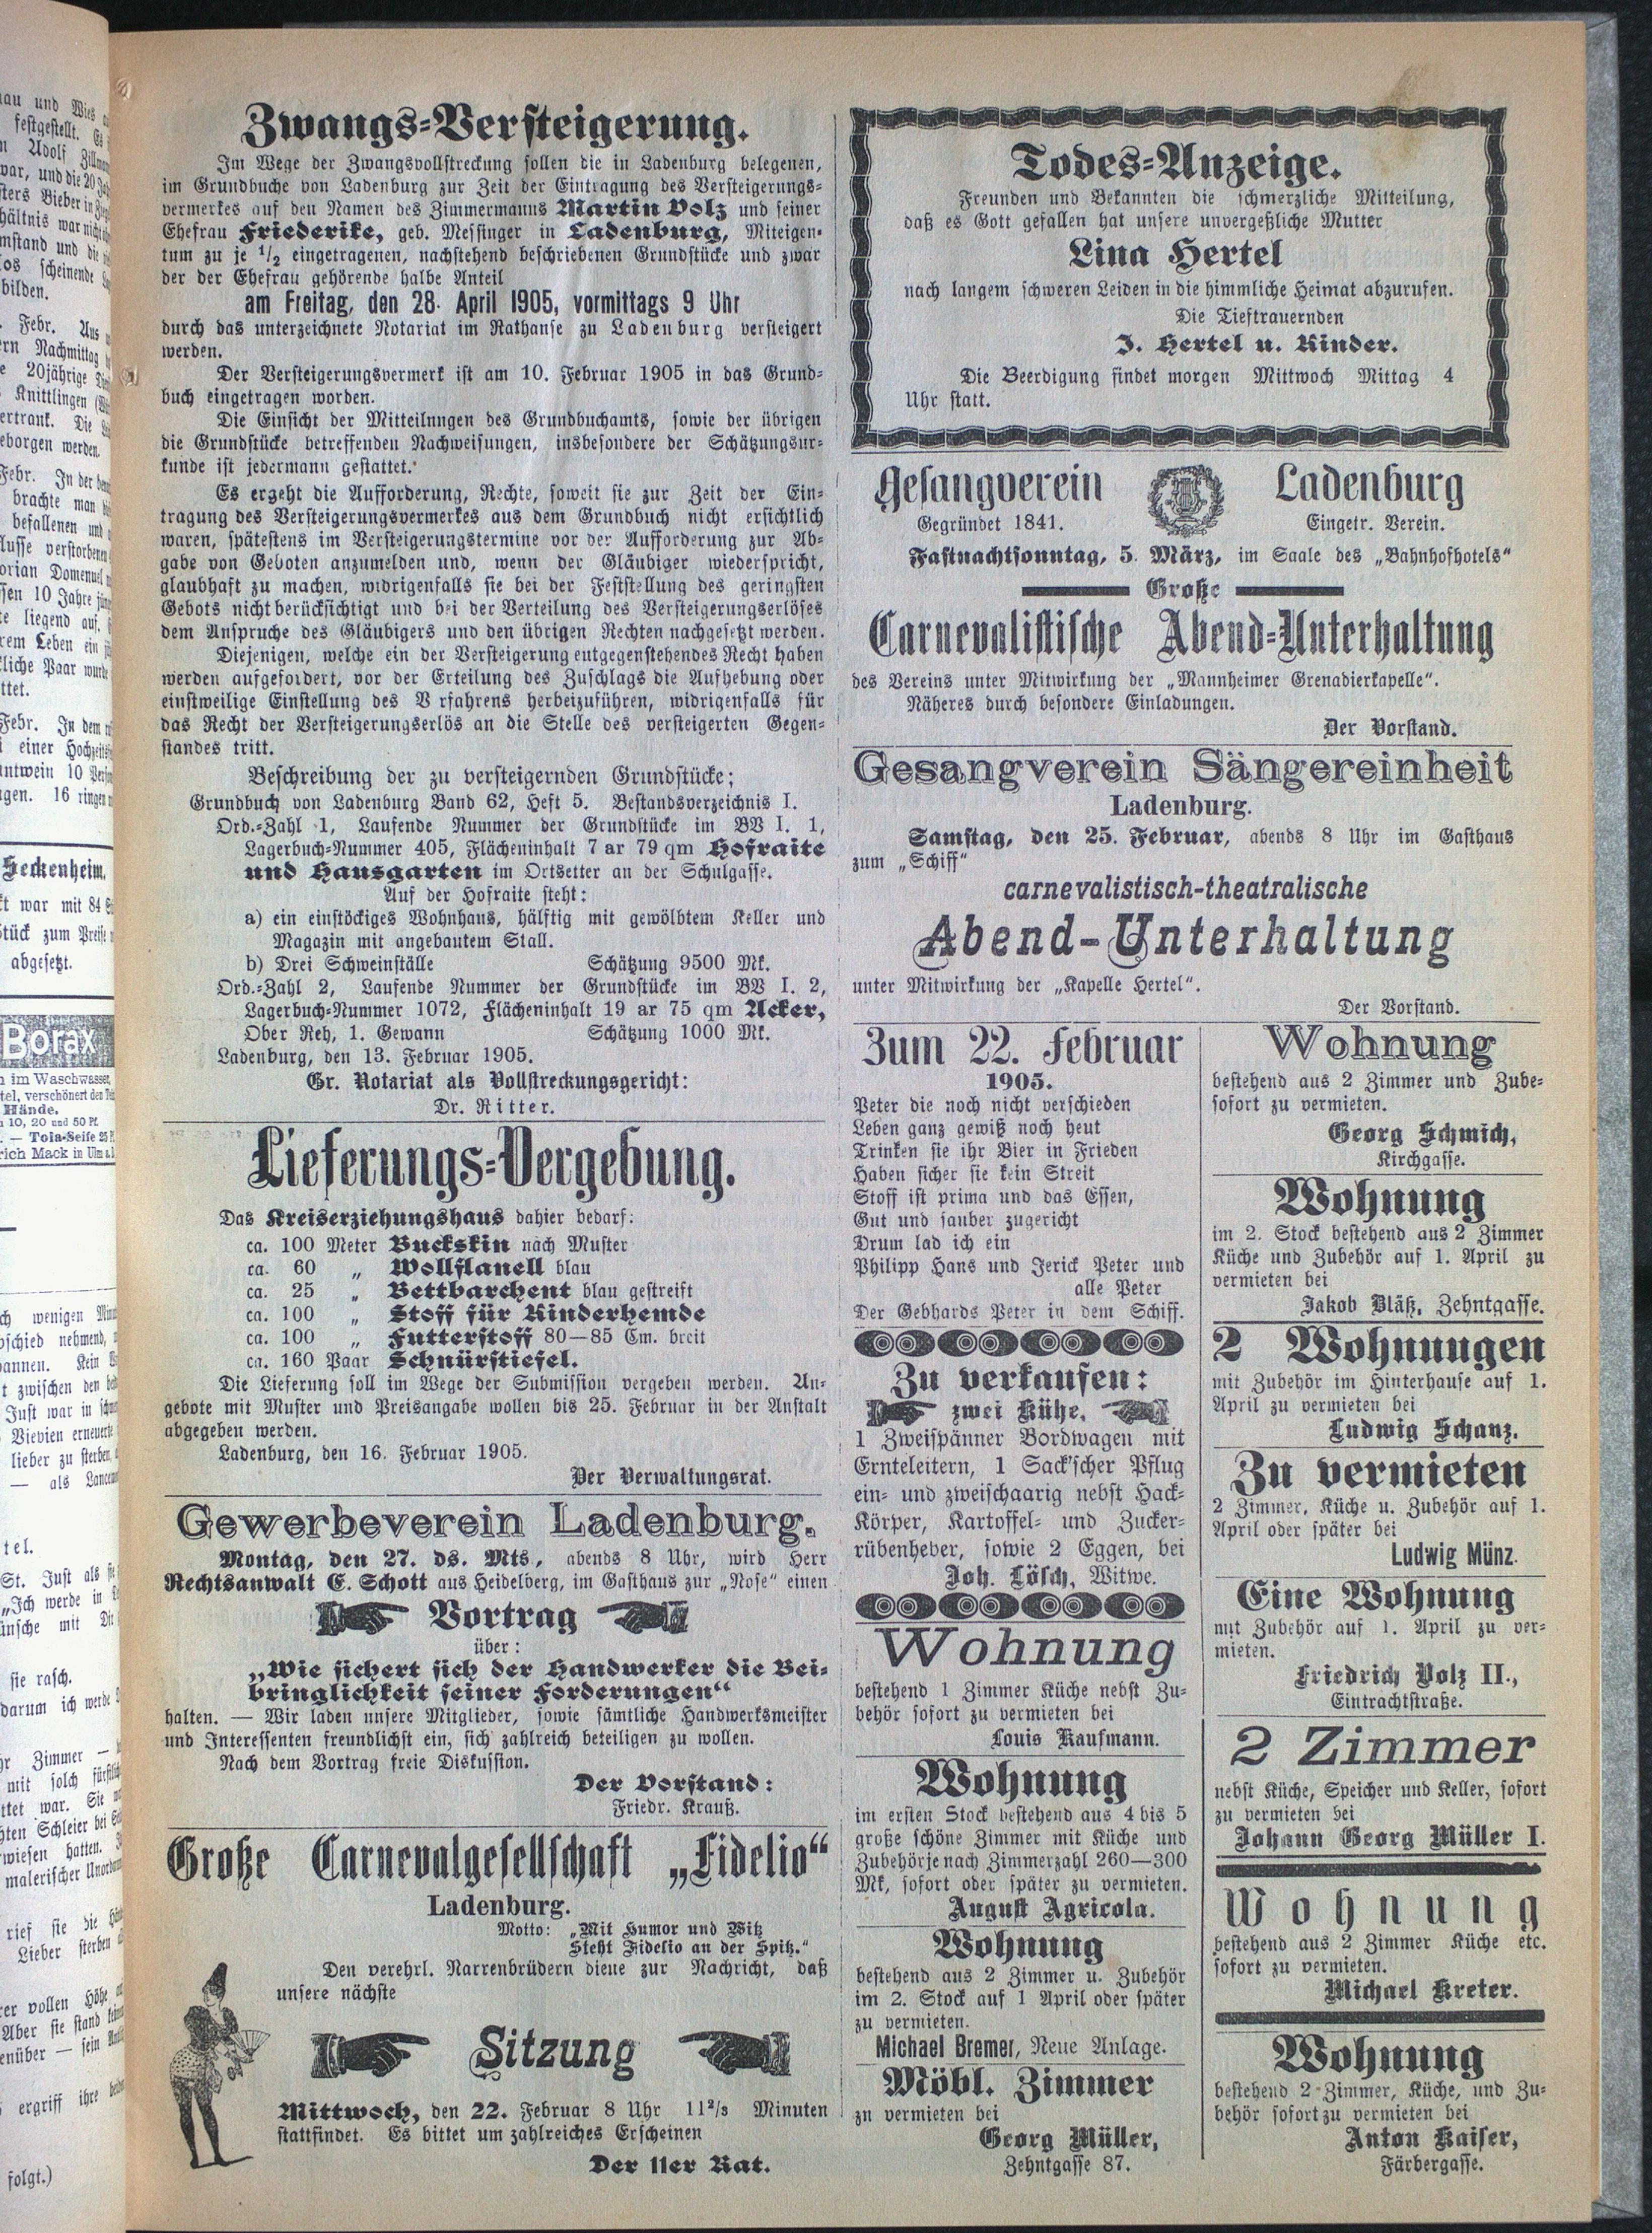 Zwangs=Versteigerung.
Im Wege der Zwangsvollstreckung sollen die in Ladenburg belegenen,
im Grundbuche von Ladenburg zur Zeit der Eintragung des Versteigerungs=
vermerkes auf den Namen des Zimmermanns Martin Volz und seiner
Ehefrau Friederike, geb. Messinger in Ladenburg, Miteigen=
tum zu je 1/2 eingetragenen, nachstehend beschriebenen Grundstücke und zwar
der der Ehefrau gehörende halbe Anteil
am Freitag, den 28. April 1905, vormittags 9 Uhr
durch das unterzeichnete Notariat im Rathanse zu Ladenburg versteigert
werden.
Der Versteigerungsvermerk ist am 10. Februar 1905 in das Grund=
buch eingetragen worden.
Die Einsicht der Mitteilnngen des Grundbuchamts, sowie der übrigen
die Grundstücke betreffenden Nachweisungen, insbesondere der Schätzungsur=
kunde ist jedermann gestattet.
Es ergeht die Aufforderung, Rechte, soweit sie zur Zeit der Ein=
tragung des Versteigerungsvermerkes aus dem Grundbuch nicht ersichtlich
waren, spätestens im Versteigerungstermine vor der Aufforderung zur Ab=
gabe von Geboten anzumelden und, wenn der Gläubiger wiederspricht,
glaubhaft zu machen, widrigenfalls sie bei der Feststellung des geringsten
Gebots nicht berücksichtigt und bei der Verteilung des Versteigerungserlöses
dem Anspruche des Gläubigers und den übrigen Rechten nachgesetzt werden.
Diejenigen, welche ein der Versteigerung entgegenstehendes Recht haben
werden aufgefordert, vor der Erteilung des Zuschlags die Aufhebung oder
einstweilige Einstellung des V rfahrens herbeizuführen, widrigenfalls für
das Recht der Versteigerungserlös an die Stelle des versteigerten Gegen=
standes tritt.
Beschreibung der zu versteigernden Grundstücke;
Grundbuch von Ladenburg Band 62, Heft 5. Bestandsverzeichnis I.
Ord.=Zahl 1, Laufende Nummer der Grundstücke im BV I. 1,
Lagerbuch=Nummer 405, Flächeninhalt 7 ar 79 qm Hofraite
und Hausgarten im Ortsetter an der Schulgasse.
Auf der Hofraite steht:
a) ein einstöckiges Wohnhaus, hälftig mit gewölbtem Keller und
Magazin mit angebautem Stall.
b) Drei Schweinställe Schätzung 9500 Mk.
Ord.=Zahl 2, Laufende Nummer der Grundstücke im BV I. 2,
Lagerbuch=Nummer 1072, Flächeninhalt 19 ar 75 qm Acker,
Ober Reh, 1. Gewann Schätzung 1000 Mk.
Ladenburg, den 13. Februar 1905.
Gr. Notariat als Vollstreckungsgericht:
Dr. Ritter.
Lieferungs=Vergebung.
Das Kreiserziehungshaus dahier bedarf:
ca. 100 Meter Buckskin nach Muster
ca. 60 „ Wollflanell blau
ca. 25 „ Bettbarchent blau gestreift
ca. 100 „ Stoff für Kinderhemde
ca. 100 „ Futterstoff 80—85 Cm. breit
ca. 160 Paar Schnürstiefel.
Die Lieferung soll im Wege der Submission vergeben werden. An=
gebote mit Muster und Preisangabe wollen bis 25. Februar in der Anstalt
abgegeben werden.
Ladenburg, den 16. Februar 1905.
Der Verwaltungsrat.
Gewerbeverein Ladenburg.
Montag, den 27. ds. Mts., abends 8 Uhr, wird Herr
Rechtsanwalt E. Schott aus Heidelberg, im Gasthaus zur „Rose" einen
Vortrag
über:
„Wie sichert sich der Handwerker die Bei=
bringlichkeit seiner Forderungen"
halten. — Wir laden unsere Mitglieder, sowie sämtliche Handwerksmeister
und Interessenten freundlichst ein, sich zahlreich beteiligen zu wollen.
Nach dem Vortrag freie Diskussion.
Der Vorstand:
Friedr. Krauß.
Große Carnevalgesellschaft „Fidelio"
Ladenburg.
Motto: „Mit Humor und Witz
Steht Fidelio an der Spitz."
Den verehrl. Narrenbrüdern diene zur Nachricht, daß
unsere nächste
Sitzung
Mittwoch, den 22. Februar 8 Uhr 11 2/3 Minuten
stattfindet. Es bittet um zahlreiches Erscheinen
Der 11er Rat.
Todes=Anzeige.
Freunden und Bekannten die schmerzliche Mitteilung,
daß es Gott gefallen hat unsere unvergeßliche Mutter
Lina Hertel
nach langem schweren Leiden in die himmliche Heimat abzurufen.
Die Tieftrauernden
J. Hertel u. Kinder.
Die Beerdigung findet morgen Mittwoch Mittag 4
Uhr statt.
Gesangverein Ladenburg
Gegründet 1841. Eingetr. Verein.
Fastnachtsonntag, 5. März, im Saale des „Bahnhofhotels"
Große
Carnevalistische Abend=Unterhaltung
des Vereins unter Mitwirkung der „Mannheimer Grenadierkapelle".
Näheres durch besondere Einladungen.
Der Vorstand.
Gesangverein Sängereinheit
Ladenburg.
Samstag, den 25. Februar, abends 8 Uhr im Gasthaus
zum „Schiff"
carnevalistisch-theatralische
Abend-Unterhaltung
unter Mitwirkung der „Kapelle Hertel".
Der Vorstand.
Zum 22. Februar
1905.
Peter die noch nicht verschieden
Leben ganz gewiß noch heut
Trinken sie ihr Bier in Frieden
Haben sicher sie kein Streit
Stoff ist prima und das Essen,
Gut und sauber zugericht
Drum lad ich ein
Philipp Hans und Jerick Peter und
alle Peter
Der Gebhards Peter in dem Schiff.
Zu verkaufen:
zwei Kühe,
1 Zweispänner Bordwagen mit
Ernteleitern, 1 Sack'scher Pflug
ein- und zweischaarig nebst Hack=
Körper, Kartoffel= und Zucker=
rübenheber, sowie 2 Eggen, bei
Joh. Lösch, Witwe.
Wohnung
bestehend 1 Zimmer Küche nebst Zu=
behör sofort zu vermieten bei
Louis Kaufmann.
Wohnung
im ersten Stock bestehend aus 4 bis 5
große schöne Zimmer mit Küche und
Zubehör je nach Zimmerzahl 260—300
Mk, sofort oder später zu vermieten.
August Agricola.
Wohnung
bestehend aus 2 Zimmer u. Zubehör
im 2. Stock auf 1 April oder später
zu vermieten.
Michael Bremer, Neue Anlage.
Möbl. Zimmer
zn vermieten bei
Georg Müller,
Zehntgasse 87.
Wohnung
bestehend aus 2 Zimmer und Zube=
sofort zu vermieten.
Georg Schmich,
Kirchgasse.
Wohnung
im 2. Stock bestehend aus 2 Zimmer
Küche und Zubehör auf 1. April zu
vermieten bei
Jakob Bläß, Zehntgasse.
2 Wohnungen
mit Zubehör im Hinterhause auf 1.
April zu vermieten bei
Ludwig Schanz.
Zu vermieten
2 Zimmer, Küche u. Zubehör auf 1.
April oder später bei
Ludwig Münz.
Eine Wohnung
mit Zubehör auf 1. April zu ver=
mieten.
Friedrich Volz II.,
Eintrachtstraße.
2 Zimmer
nebst Küche, Speicher und Keller, sofort
zu vermieten bei
Johann Georg Müller I.
Wohnung
bestehend aus 2 Zimmer Küche etc.
sofort zu vermieten.
Michael Kreter.
Wohnung
bestehend 2 Zimmer, Küche, und Zu=
behör sofort zu vermieten bei
Anton Kaiser,
Färbergasse.